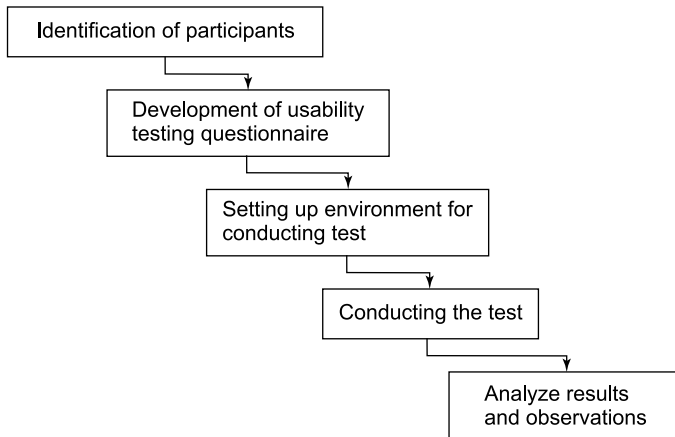 Identification of participants
Development of usability
testing questionnaire
Setting up environment for
conducting test
Conducting the test
Analyze results
and observations